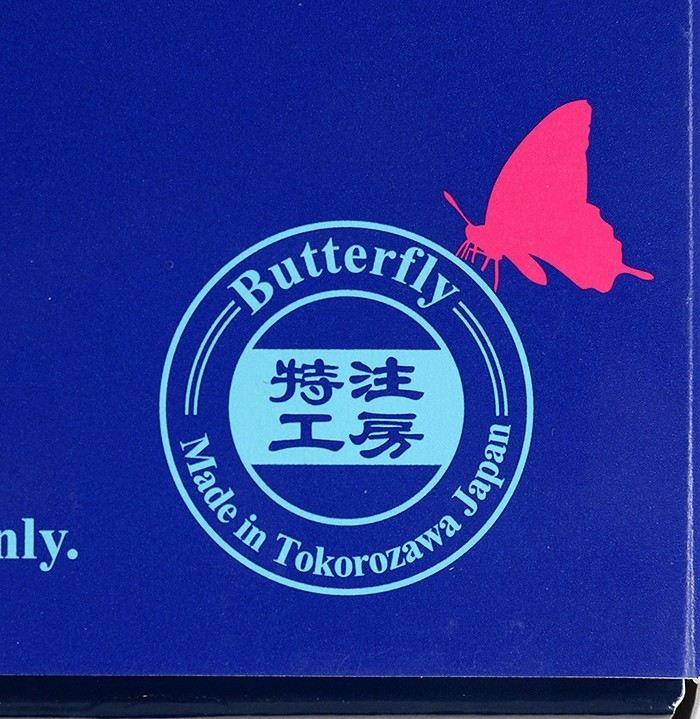 Butterfly
特注
工房
Made in Tokorozawa Japan
nly.